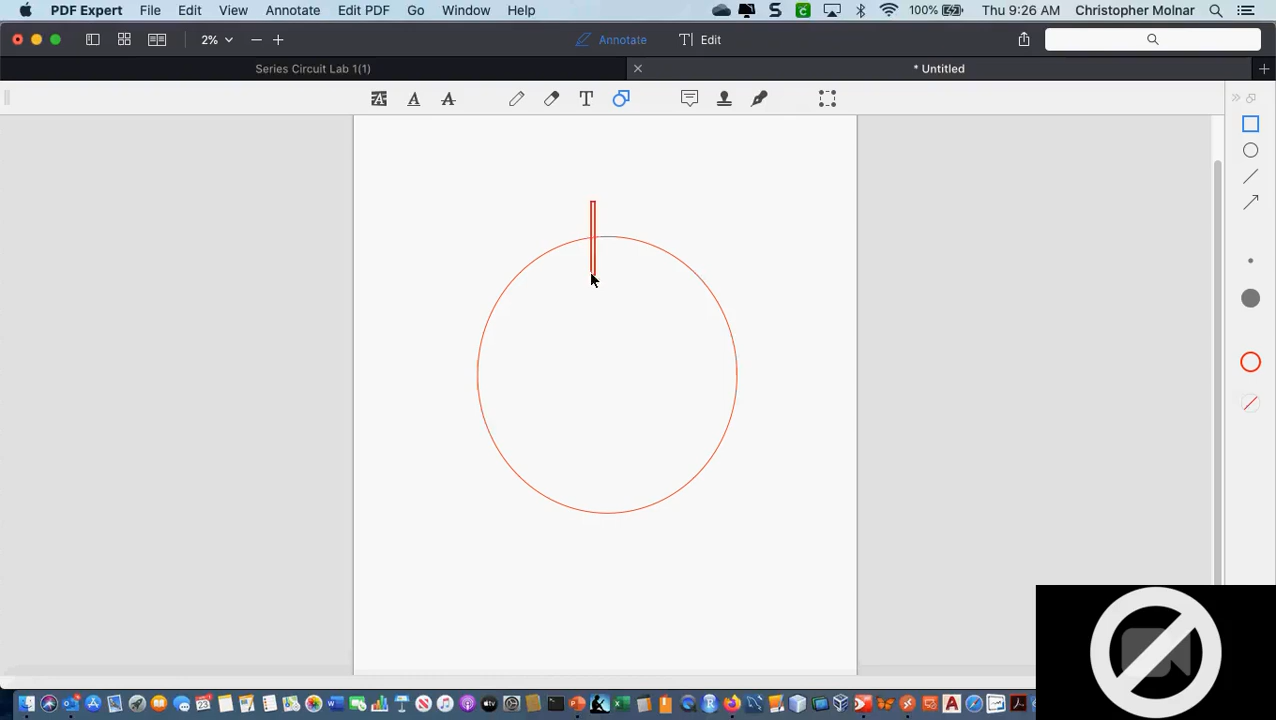 PDF Expert File Edit View Annotate Edit PDF Go Window Help 100% Thu 9:26 AM Christopher Molnar
2% Annotate T Edit
Series Circuit Lab 1(1) * Untitled
A A A T